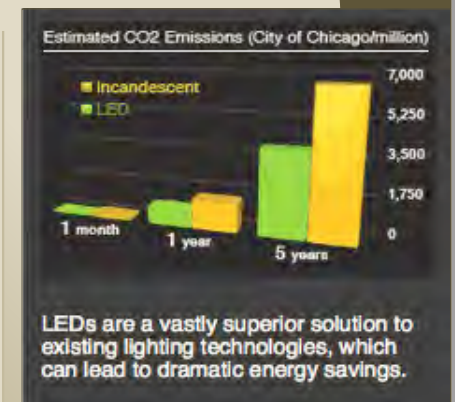 Estimated CO2 Emissions (City of Chicago/million)
Incandescent
LED
7,000
5,250
3,500
1,750
0
1 month
1 year
5 years
LEDs are a vastly superior solution to
existing lighting technologies, which
can lead to dramatic energy savings.